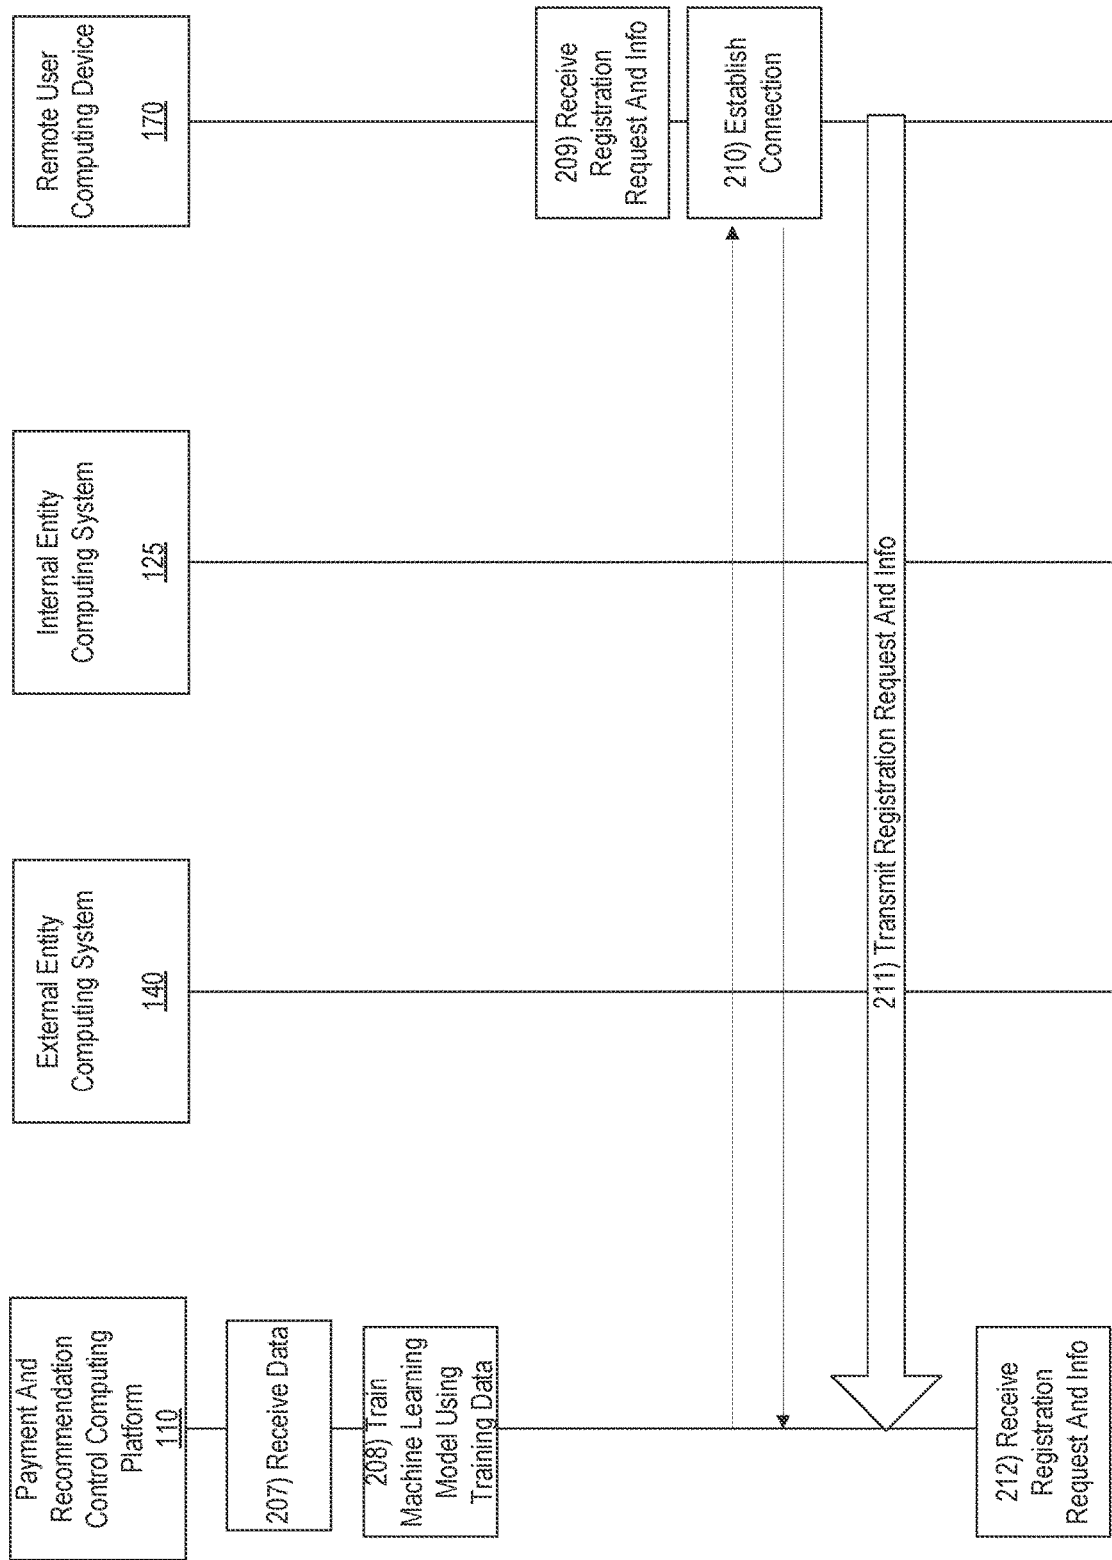 Payment And
Recommendation
Control Computing
Platform
110
External Entity
Computing System
140
Internal Entity
Computing System
125
Remote User
Computing Device
170
207) Receive Data
208) Train
Machine Learning
Model Using
Training Data
209) Receive
Registration
Request And Info
210) Establish
Connection
211) Transmit Registration Request And Info
212) Receive
Registration
Request And Info